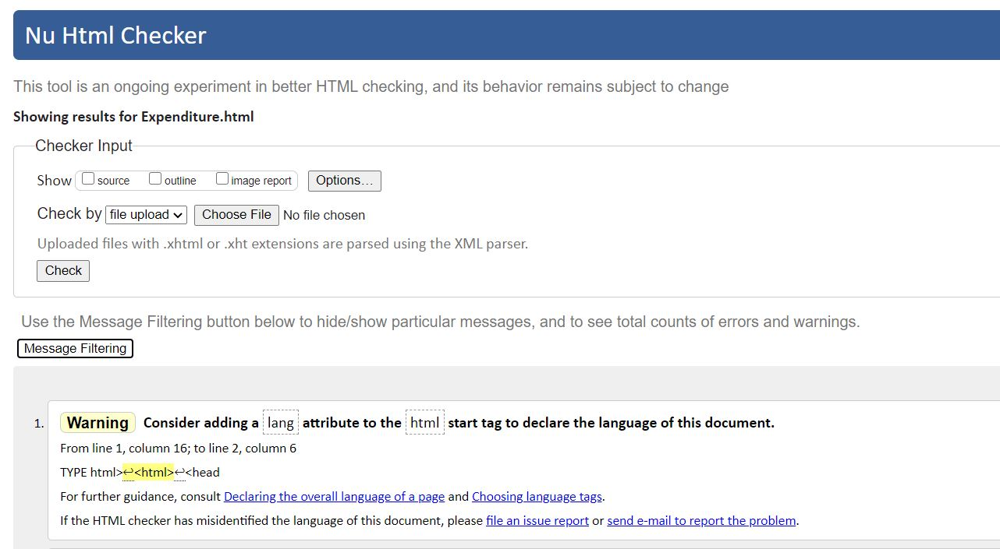 Nu Html Checker
This tool is an ongoing experiment in better HTML checking, and its behavior remains subject to change
Showing results for Expenditure.html
Checker Input
Show source outline image report Options…
Check by file upload Choose File No file chosen
Uploaded files with .xhtml or .xht extensions are parsed using the XML parser.
Check
Use the Message Filtering button below to hide/show particular messages, and to see total counts of errors and warnings.
Message Filtering
1. Warning Consider adding a lang attribute to the html start tag to declare the language of this document.
From line 1, column 16; to line 2, column 6
TYPE html>↩<html>↩<head
For further guidance, consult Declaring the overall language of a page and Choosing language tags.
If the HTML checker has misidentified the language of this document, please file an issue report or send e-mail to report the problem.